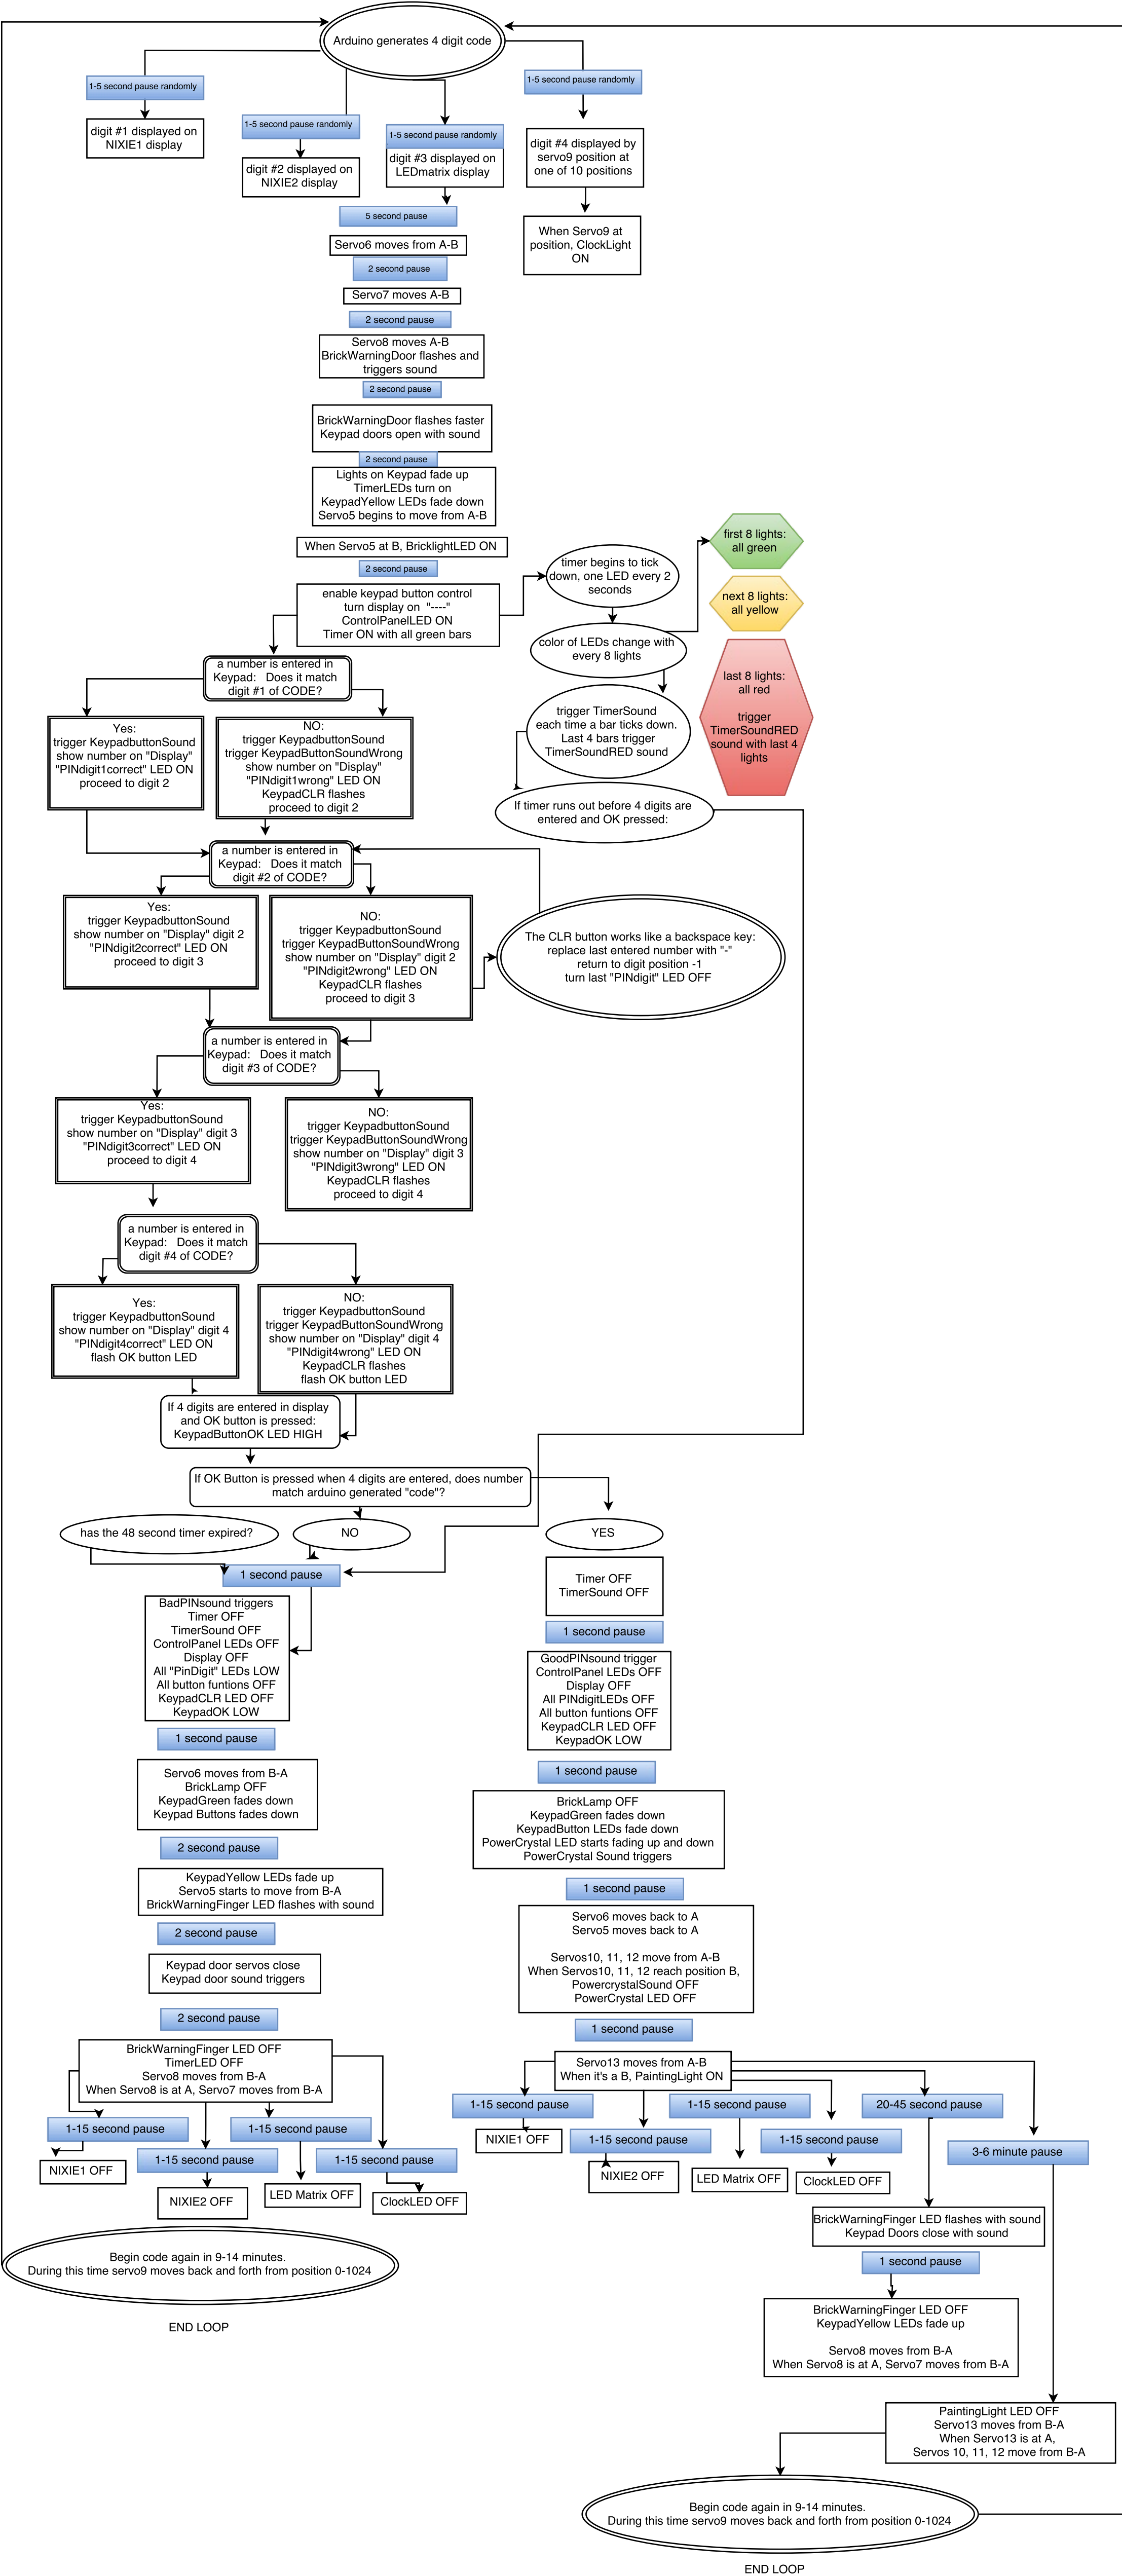 Arduino generates 4 digit code
1-5 second pause randomly
digit #1 displayed on
NIXIE1 display
1-5 second pause randomly
digit #2 displayed on
NIXIE2 display
1-5 second pause randomly
digit #3 displayed on
LEDmatrix display
1-5 second pause randomly
digit #4 displayed by
servo9 position at
one of 10 positions
When Servo9 at
position, ClockLight
ON
5 second pause
Servo6 moves from A-B
2 second pause
Servo7 moves A-B
2 second pause
Servo8 moves A-B
BrickWarningDoor flashes and
triggers sound
2 second pause
BrickWarningDoor flashes faster
Keypad doors open with sound
2 second pause
Lights on Keypad fade up
TimerLEDs turn on
KeypadYellow LEDs fade down
Servo5 begins to move from A-B
When Servo5 at B, BricklightLED ON
2 second pause
enable keypad button control
turn display on "----"
ControlPanelLED ON
Timer ON with all green bars
timer begins to tick
down, one LED every 2
seconds
color of LEDs change with
every 8 lights
first 8 lights:
all green
next 8 lights:
all yellow
last 8 lights:
all red
trigger
TimerSoundRED
sound with last 4
lights
trigger TimerSound
each time a bar ticks down.
Last 4 bars trigger
TimerSoundRED sound
If timer runs out before 4 digits are
entered and OK pressed:
a number is entered in
Keypad: Does it match
digit #1 of CODE?
Yes:
trigger KeypadbuttonSound
show number on "Display"
"PINdigit1correct" LED ON
proceed to digit 2
NO:
trigger KeypadbuttonSound
trigger KeypadButtonSoundWrong
show number on "Display"
"PINdigit1wrong" LED ON
KeypadCLR flashes
proceed to digit 2
a number is entered in
Keypad: Does it match
digit #2 of CODE?
Yes:
trigger KeypadbuttonSound
show number on "Display" digit 2
"PINdigit2correct" LED ON
proceed to digit 3
NO:
trigger KeypadbuttonSound
trigger KeypadButtonSoundWrong
show number on "Display" digit 2
"PINdigit2wrong" LED ON
KeypadCLR flashes
proceed to digit 3
The CLR button works like a backspace key:
replace last entered number with "-"
return to digit position -1
turn last "PINdigit" LED OFF
a number is entered in
Keypad: Does it match
digit #3 of CODE?
Yes:
trigger KeypadbuttonSound
show number on "Display" digit 3
"PINdigit3correct" LED ON
proceed to digit 4
NO:
trigger KeypadbuttonSound
trigger KeypadButtonSoundWrong
show number on "Display" digit 3
"PINdigit3wrong" LED ON
KeypadCLR flashes
proceed to digit 4
a number is entered in
Keypad: Does it match
digit #4 of CODE?
Yes:
trigger KeypadbuttonSound
show number on "Display" digit 4
"PINdigit4correct" LED ON
flash OK button LED
NO:
trigger KeypadbuttonSound
trigger KeypadButtonSoundWrong
show number on "Display" digit 4
"PINdigit4wrong" LED ON
KeypadCLR flashes
flash OK button LED
If 4 digits are entered in display
and OK button is pressed:
KeypadButtonOK LED HIGH
If OK Button is pressed when 4 digits are entered, does number
match arduino generated "code"?
has the 48 second timer expired?
NO
YES
1 second pause
BadPINsound triggers
Timer OFF
TimerSound OFF
ControlPanel LEDs OFF
Display OFF
All "PinDigit" LEDs LOW
All button funtions OFF
KeypadCLR LED OFF
KeypadOK LOW
1 second pause
Servo6 moves from B-A
BrickLamp OFF
KeypadGreen fades down
Keypad Buttons fades down
2 second pause
KeypadYellow LEDs fade up
Servo5 starts to move from B-A
BrickWarningFinger LED flashes with sound
2 second pause
Keypad door servos close
Keypad door sound triggers
2 second pause
BrickWarningFinger LED OFF
TimerLED OFF
Servo8 moves from B-A
When Servo8 is at A, Servo7 moves from B-A
1-15 second pause
NIXIE1 OFF
1-15 second pause
NIXIE2 OFF
1-15 second pause
LED Matrix OFF
1-15 second pause
ClockLED OFF
Begin code again in 9-14 minutes.
During this time servo9 moves back and forth from position 0-1024
END LOOP
Timer OFF
TimerSound OFF
1 second pause
GoodPINsound trigger
ControlPanel LEDs OFF
Display OFF
All PINdigitLEDs OFF
All button funtions OFF
KeypadCLR LED OFF
KeypadOK LOW
1 second pause
BrickLamp OFF
KeypadGreen fades down
KeypadButton LEDs fade down
PowerCrystal LED starts fading up and down
PowerCrystal Sound triggers
1 second pause
Servo6 moves back to A
Servo5 moves back to A
Servos10, 11, 12 move from A-B
When Servos10, 11, 12 reach position B,
PowercrystalSound OFF
PowerCrystal LED OFF
1 second pause
Servo13 moves from A-B
When it's a B, PaintingLight ON
1-15 second pause
NIXIE1 OFF
1-15 second pause
NIXIE2 OFF
1-15 second pause
LED Matrix OFF
1-15 second pause
ClockLED OFF
20-45 second pause
3-6 minute pause
BrickWarningFinger LED flashes with sound
Keypad Doors close with sound
1 second pause
BrickWarningFinger LED OFF
KeypadYellow LEDs fade up
Servo8 moves from B-A
When Servo8 is at A, Servo7 moves from B-A
PaintingLight LED OFF
Servo13 moves from B-A
When Servo13 is at A,
Servos 10, 11, 12 move from B-A
Begin code again in 9-14 minutes.
During this time servo9 moves back and forth from position 0-1024
END LOOP